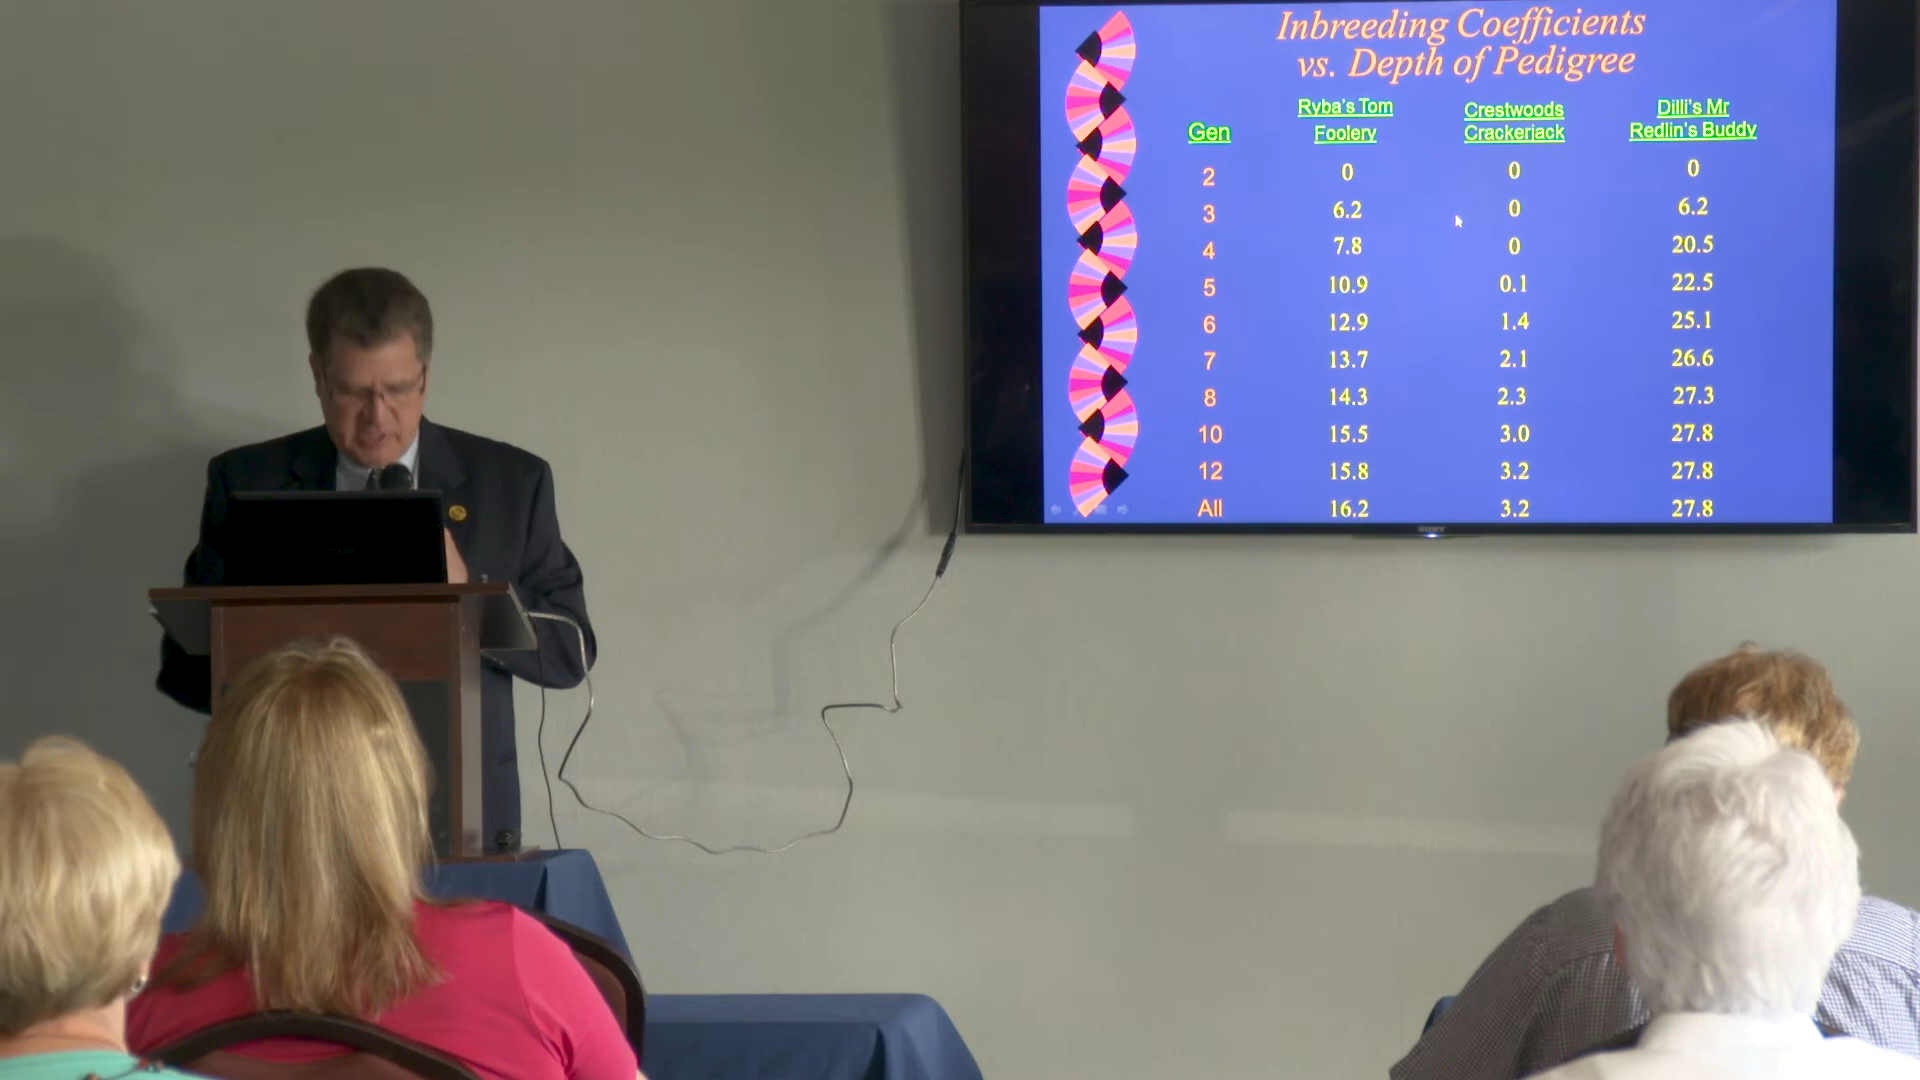 Inbreeding Coefficients
vs. Depth of Pedigree
Gen
Ryba's Tom
Foolery
Crestwoods
Crackerjack
Dilli's Mr
Redlin's Buddy
2 0 0 0
3 6.2 0 6.2
4 7.8 0 20.5
5 10.9 0.1 22.5
6 12.9 1.4 25.1
7 13.7 2.1 26.6
8 14.3 2.3 27.3
10 15.5 3.0 27.8
12 15.8 3.2 27.8
All 16.2 3.2 27.8
SONY